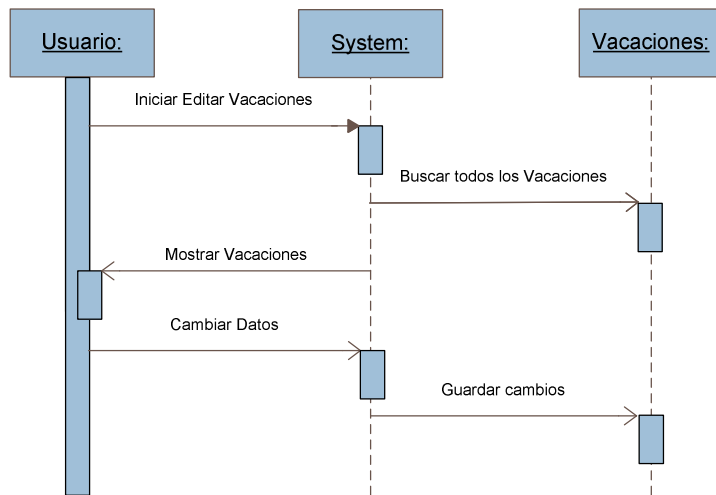 Usuario:
System:
Vacaciones:
Iniciar Editar Vacaciones
Buscar todos los Vacaciones
Mostrar Vacaciones
Cambiar Datos
Guardar cambios